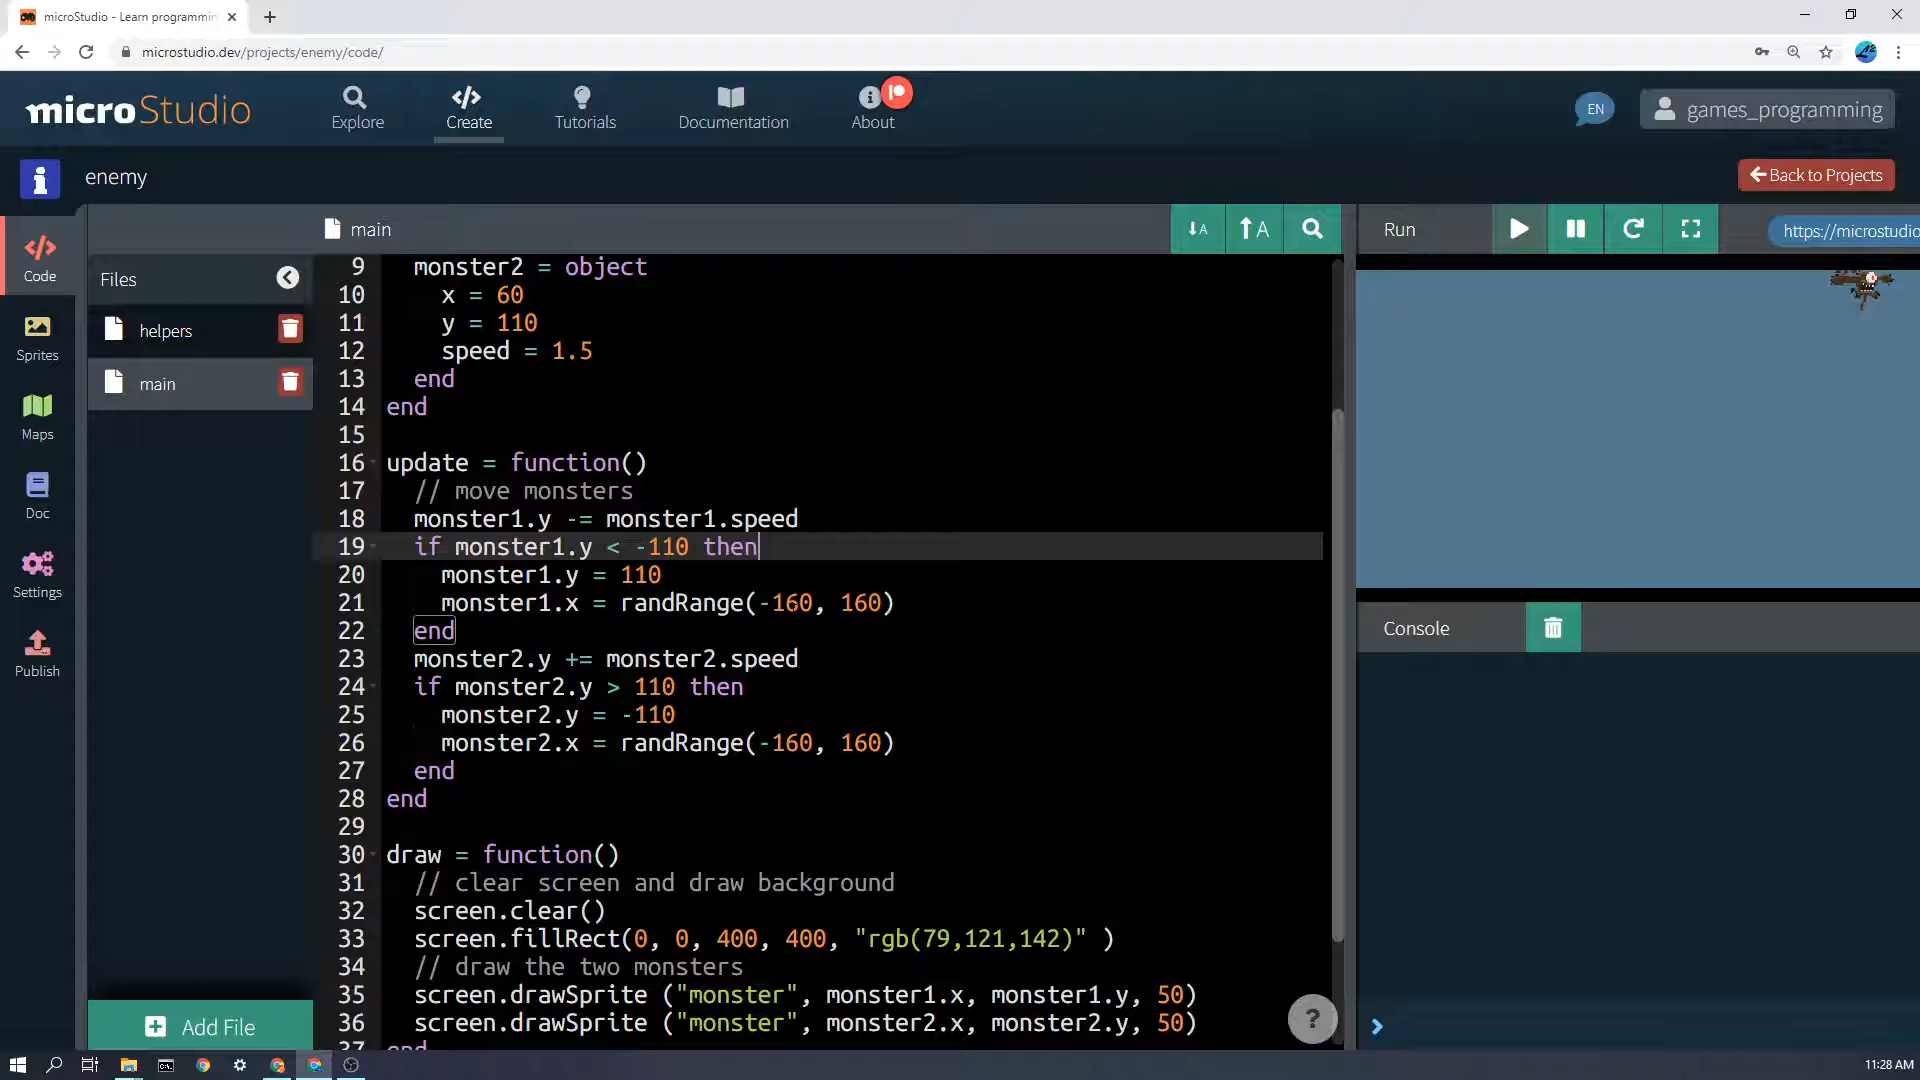 microStudio - Learn programmin
microstudio.dev/projects/enemy/code/
microStudio
Explore
Create
Tutorials
Documentation
About
EN
games_programming
enemy
Back to Projects
Code
Sprites
Maps
Doc
Settings
Publish
Files
helpers
main
Add File
main
A
A
9 monster2 = object
10 x = 60
11 y = 110
12 speed = 1.5
13 end
14 end
15
16 update = function()
17 // move monsters
18 monster1.y -= monster1.speed
19 if monster1.y < -110 then
20 monster1.y = 110
21 monster1.x = randRange(-160, 160)
22 end
23 monster2.y += monster2.speed
24 if monster2.y > 110 then
25 monster2.y = -110
26 monster2.x = randRange(-160, 160)
27 end
28 end
29
30 draw = function()
31 // clear screen and draw background
32 screen.clear()
33 screen.fillRect(0, 0, 400, 400, "rgb(79,121,142)" )
34 // draw the two monsters
35 screen.drawSprite ("monster", monster1.x, monster1.y, 50)
36 screen.drawSprite ("monster", monster2.x, monster2.y, 50)
37 end
?
Run
https://microstudio
Console
11:28 AM